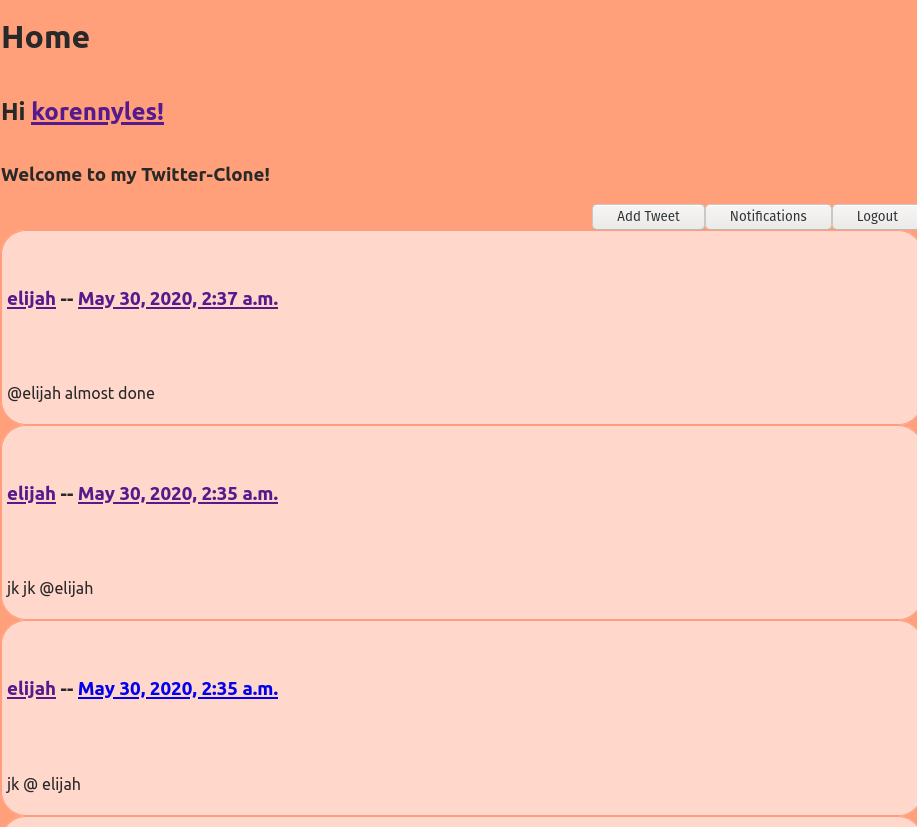 Home
Hi korennyles!
Welcome to my Twitter-Clone!
Add Tweet Notifications Logout
elijah -- May 30, 2020, 2:37 a.m.
@elijah almost done
elijah -- May 30, 2020, 2:35 a.m.
jk jk @elijah
elijah -- May 30, 2020, 2:35 a.m.
jk @ elijah